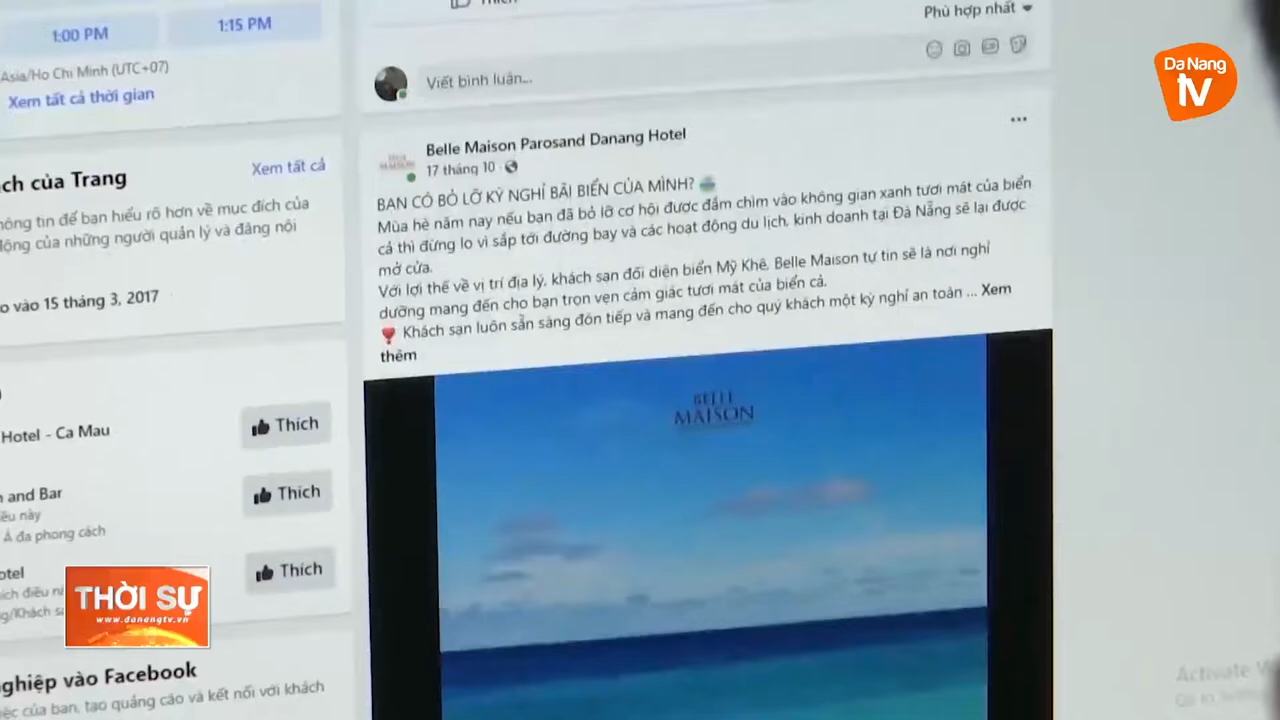 1:00 PM
1:15 PM
Asia/Ho Chi Minh (UTC+07)
Xem tất cả thời gian
ch của Trang
Xem tất cả
hông tin để bạn hiểu rõ hơn về mục đích của
động của những người quản lý và đăng nội
o vào 15 tháng 3, 2017
Hotel - Ca Mau
Thích
and Bar
iều này
Á đa phong cách
Thích
otel
hích điều
g/Khách
Thích
THỜI SỰ
www.danangtv.vn
nghiệp vào Facebook
iệc của bạn, tạo quảng cáo và kết nối với khách
Phù hợp nhất
Viết bình luận...
Belle Maison Parosand Danang Hotel
17 tháng 10
BẠN CÓ BỎ LỠ KỲ NGHỈ BÃI BIỂN CỦA MÌNH?
Mùa hè năm nay nếu bạn đã bỏ lỡ cơ hội được đắm chìm vào không gian xanh tươi mát của biển
cả thì đừng lo vì sắp tới đường bay và các hoạt động du lịch, kinh doanh tại Đà Nẵng sẽ lại được
mở cửa.
Với lợi thế về vị trí địa lý, khách sạn đối diện biển Mỹ Khê, Belle Maison tự tin sẽ là nơi nghỉ
dưỡng mang đến cho bạn trọn vẹn cảm giác tươi mát của biển cả.
Khách sạn luôn sẵn sàng đón tiếp và mang đến cho quý khách một kỳ nghỉ an toàn ... Xem
thêm
BELLE
MAISON
Da Nang
tv
Activate